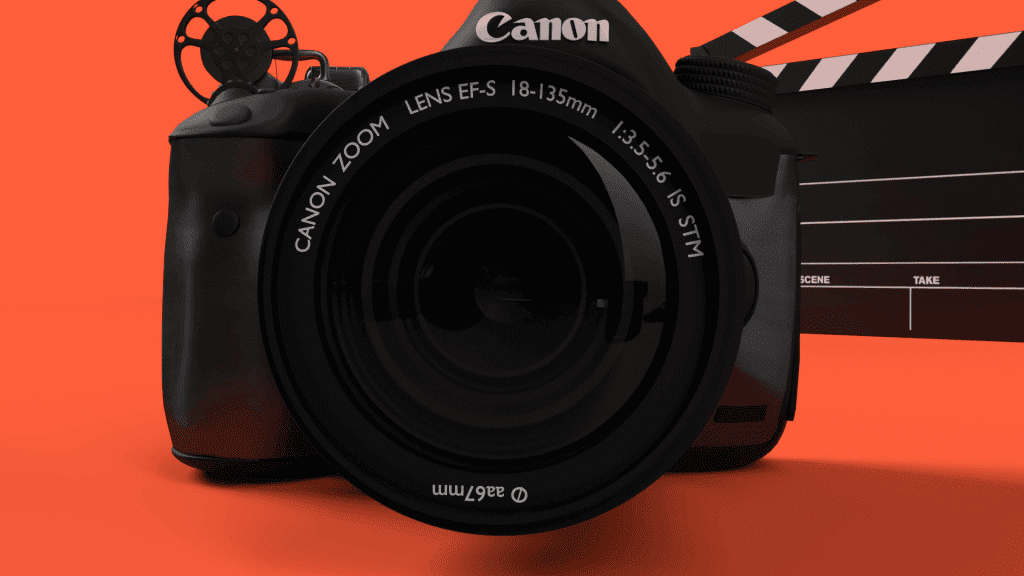 Canon
CANON ZOOM LENS EF-S 18-135mm 1:3.5-5.6 IS STM
SCENE
TAKE
Ø aa67mm